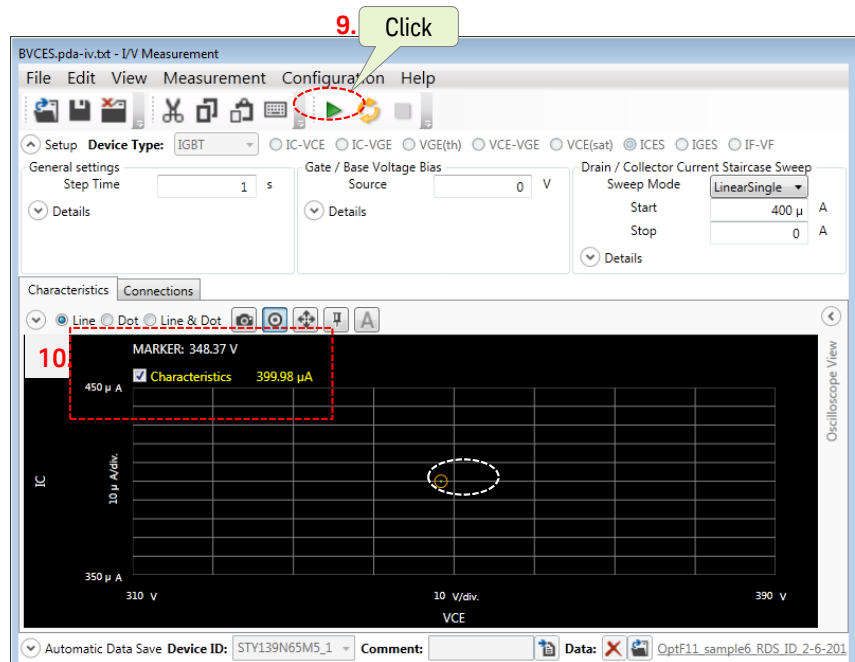 9. Click
BVCES.pda-iv.txt - I/V Measurement
File Edit View Measurement Configuration Help
Setup Device Type: IGBT IC-VCE IC-VGE VGE(th) VCE-VGE VCE(sat) ICES IGES IF-VF
General settings Gate / Base Voltage Bias Drain / Collector Current Staircase Sweep
Step Time 1 s Source 0 V Sweep Mode LinearSingle
Details Details Start 400 µ A
Stop 0 A
Details
Characteristics Connections
Line Dot Line & Dot A
10. MARKER: 348.37 V
Characteristics 399.98 µA
450 µ A
IC
10 µ A/div.
350 µ A
310 V 10 V/div. 390 V
VCE
Oscilloscope View
Automatic Data Save Device ID: STY139N65M5_1 Comment: Data: OptF11_sample6_RDS_ID_2-6-201